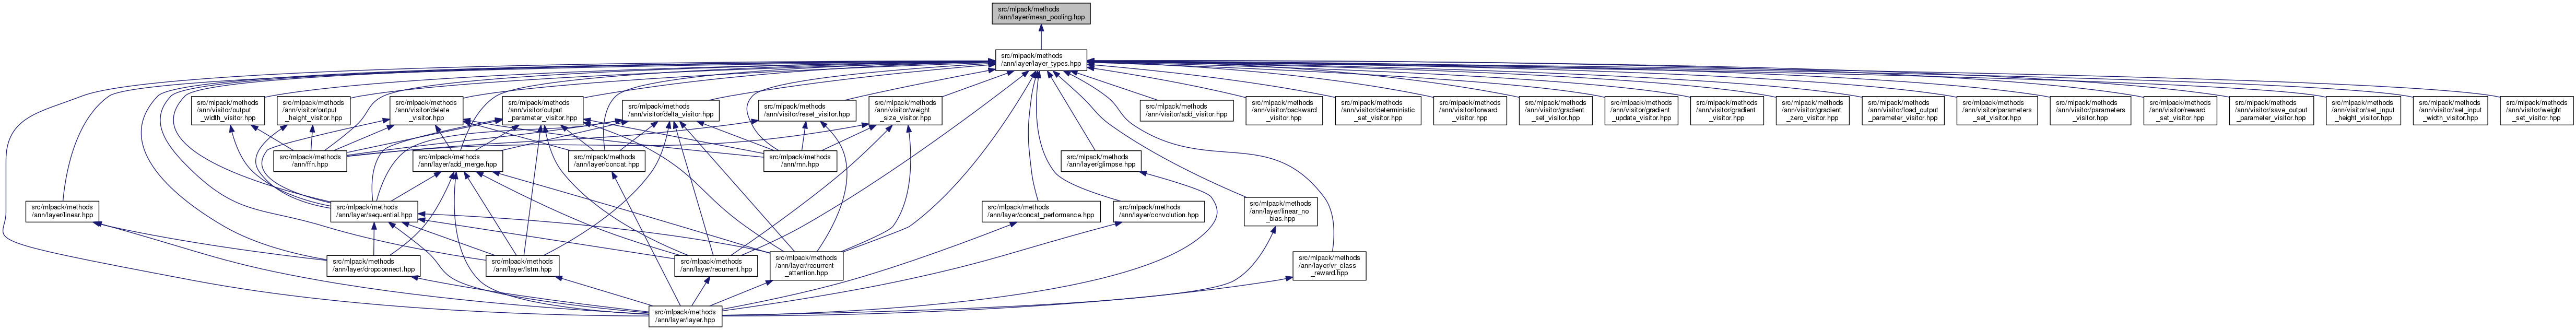 src/mlpack/methods
/ann/layer/mean_pooling.hpp
src/mlpack/methods
/ann/layer/layer_types.hpp
src/mlpack/methods
/ann/visitor/output
_width_visitor.hpp
src/mlpack/methods
/ann/visitor/output
_height_visitor.hpp
src/mlpack/methods
/ann/visitor/delete
_visitor.hpp
src/mlpack/methods
/ann/visitor/output
_parameter_visitor.hpp
src/mlpack/methods
/ann/visitor/delta_visitor.hpp
src/mlpack/methods
/ann/visitor/reset_visitor.hpp
src/mlpack/methods
/ann/visitor/weight
_size_visitor.hpp
src/mlpack/methods
/ann/visitor/add_visitor.hpp
src/mlpack/methods
/ann/visitor/backward
_visitor.hpp
src/mlpack/methods
/ann/visitor/deterministic
_set_visitor.hpp
src/mlpack/methods
/ann/visitor/forward
_visitor.hpp
src/mlpack/methods
/ann/visitor/gradient
_set_visitor.hpp
src/mlpack/methods
/ann/visitor/gradient
_update_visitor.hpp
src/mlpack/methods
/ann/visitor/gradient
_visitor.hpp
src/mlpack/methods
/ann/visitor/gradient
_zero_visitor.hpp
src/mlpack/methods
/ann/visitor/load_output
_parameter_visitor.hpp
src/mlpack/methods
/ann/visitor/parameters
_set_visitor.hpp
src/mlpack/methods
/ann/visitor/parameters
_visitor.hpp
src/mlpack/methods
/ann/visitor/reward
_set_visitor.hpp
src/mlpack/methods
/ann/visitor/save_output
_parameter_visitor.hpp
src/mlpack/methods
/ann/visitor/set_input
_height_visitor.hpp
src/mlpack/methods
/ann/visitor/set_input
_width_visitor.hpp
src/mlpack/methods
/ann/visitor/weight
_set_visitor.hpp
src/mlpack/methods
/ann/ffn.hpp
src/mlpack/methods
/ann/layer/add_merge.hpp
src/mlpack/methods
/ann/layer/concat.hpp
src/mlpack/methods
/ann/rnn.hpp
src/mlpack/methods
/ann/layer/glimpse.hpp
src/mlpack/methods
/ann/layer/linear.hpp
src/mlpack/methods
/ann/layer/sequential.hpp
src/mlpack/methods
/ann/layer/concat_performance.hpp
src/mlpack/methods
/ann/layer/convolution.hpp
src/mlpack/methods
/ann/layer/linear_no
_bias.hpp
src/mlpack/methods
/ann/layer/dropconnect.hpp
src/mlpack/methods
/ann/layer/lstm.hpp
src/mlpack/methods
/ann/layer/recurrent.hpp
src/mlpack/methods
/ann/layer/recurrent
_attention.hpp
src/mlpack/methods
/ann/layer/vr_class
_reward.hpp
src/mlpack/methods
/ann/layer/layer.hpp